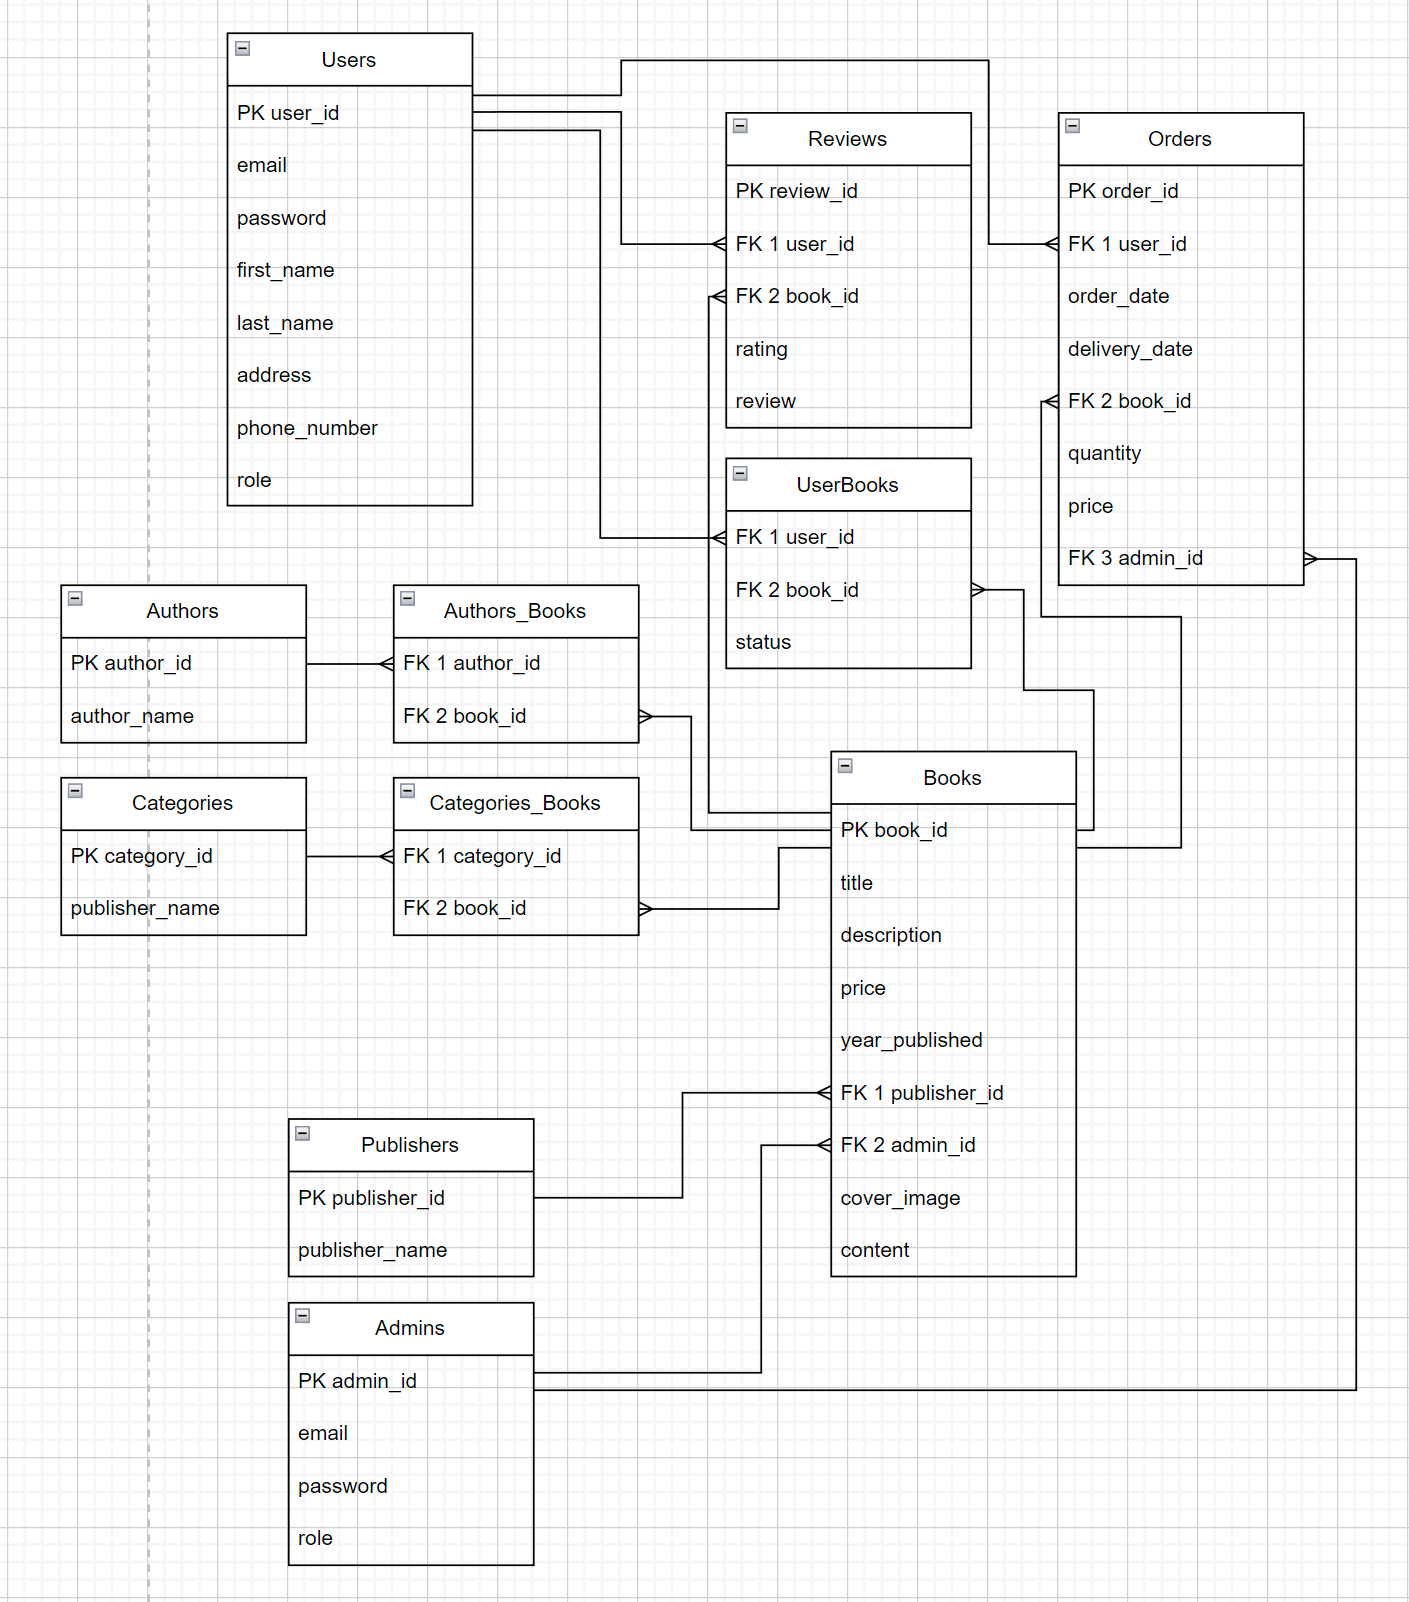 Users
PK user_id
email
password
first_name
last_name
address
phone_number
role
Reviews
PK review_id
FK 1 user_id
FK 2 book_id
rating
review
Orders
PK order_id
FK 1 user_id
order_date
delivery_date
FK 2 book_id
quantity
price
FK 3 admin_id
UserBooks
FK 1 user_id
FK 2 book_id
status
Authors
PK author_id
author_name
Authors_Books
FK 1 author_id
FK 2 book_id
Categories
PK category_id
publisher_name
Categories_Books
FK 1 category_id
FK 2 book_id
Books
PK book_id
title
description
price
year_published
FK 1 publisher_id
FK 2 admin_id
cover_image
content
Publishers
PK publisher_id
publisher_name
Admins
PK admin_id
email
password
role